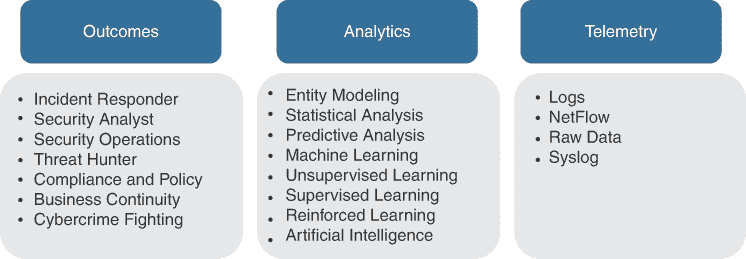 Outcomes
• Incident Responder
• Security Analyst
• Security Operations
• Threat Hunter
• Compliance and Policy
• Business Continuity
• Cybercrime Fighting
Analytics
• Entity Modeling
• Statistical Analysis
• Predictive Analysis
• Machine Learning
• Unsupervised Learning
• Supervised Learning
• Reinforced Learning
• Artificial Intelligence
Telemetry
• Logs
• NetFlow
• Raw Data
• Syslog